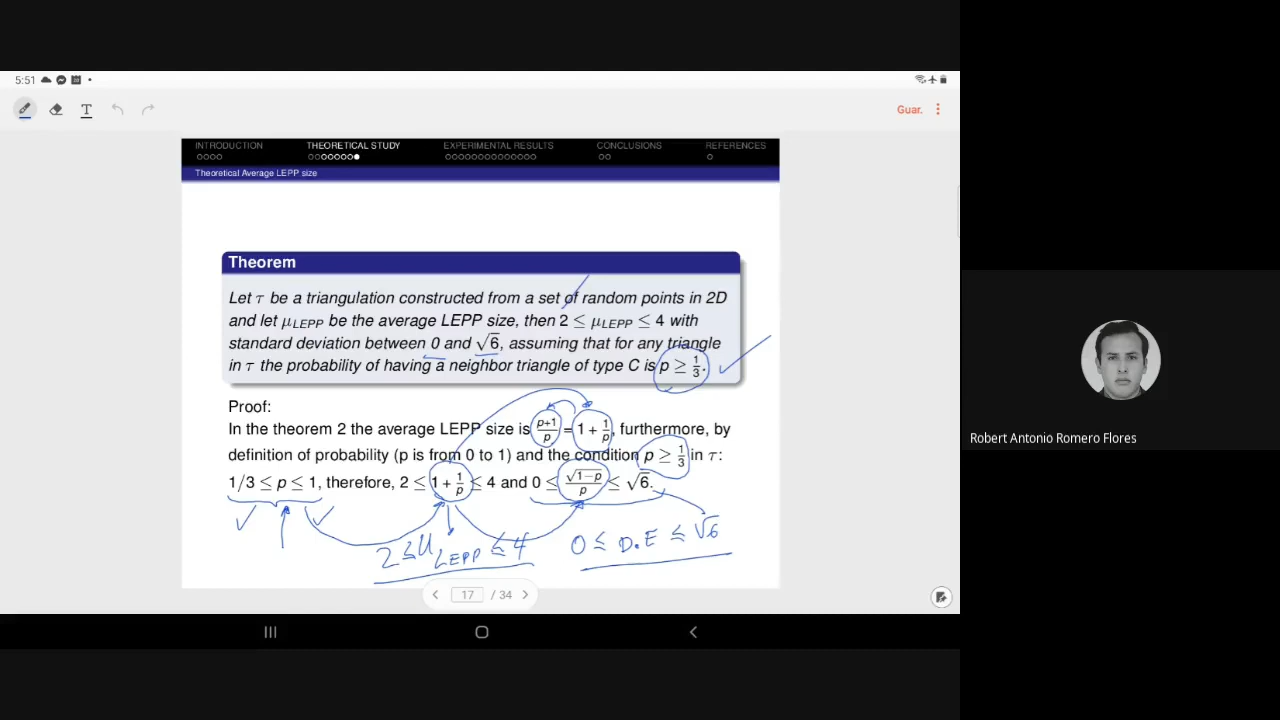 5:51
Guar.
INTRODUCTION THEORETICAL STUDY EXPERIMENTAL RESULTS CONCLUSIONS REFERENCES
Theoretical Average LEPP size
Theorem
Let τ be a triangulation constructed from a set of random points in 2D
and let μ_LEPP be the average LEPP size, then 2 ≤ μ_LEPP ≤ 4 with
standard deviation between 0 and √6, assuming that for any triangle
in τ the probability of having a neighbor triangle of type C is p ≥ 1/3.
Proof:
In the theorem 2 the average LEPP size is (p+1)/p = 1 + 1/p, furthermore, by
definition of probability (p is from 0 to 1) and the condition p ≥ 1/3 in τ:
1/3 ≤ p ≤ 1, therefore, 2 ≤ 1 + 1/p ≤ 4 and 0 ≤ √(1−p)/p ≤ √6.
2 ≤ μ_LEPP ≤ 4
0 ≤ D.E ≤ √6
17 / 34
Robert Antonio Romero Flores